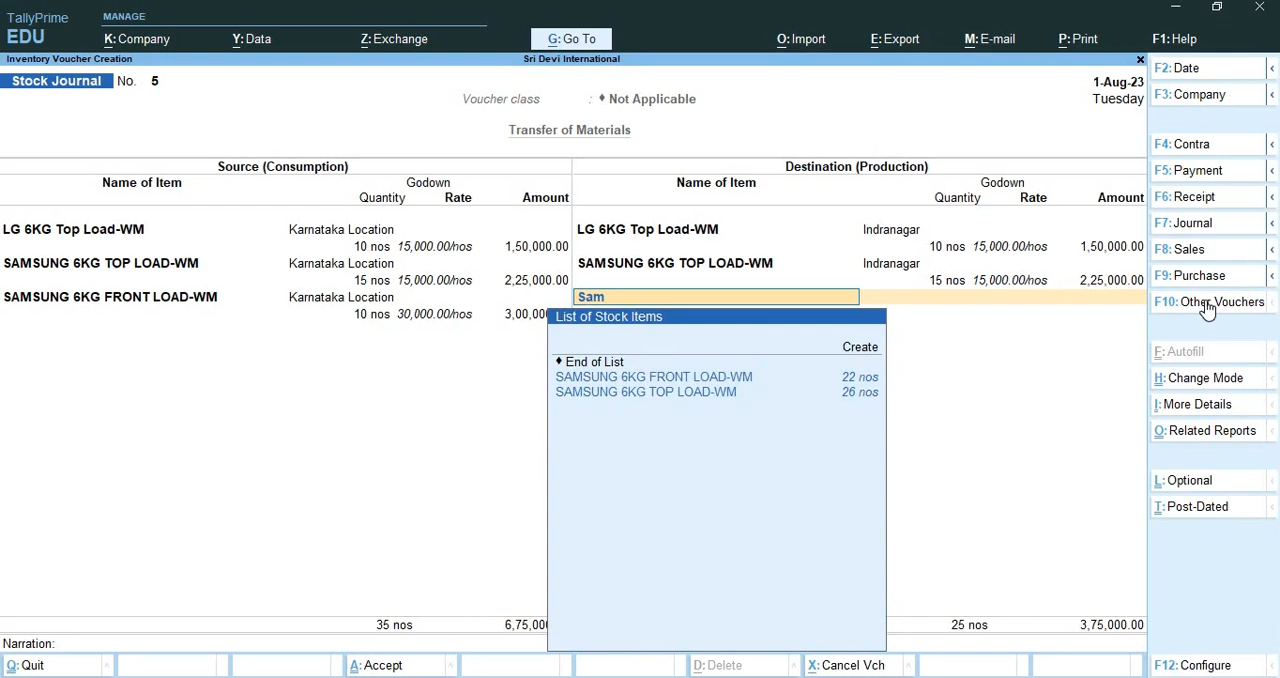 TallyPrime
EDU
MANAGE
K:Company Y:Data Z:Exchange G:Go To O:Import E:Export M:E-mail P:Print F1:Help
Inventory Voucher Creation Sri Devi International
Stock Journal No. 5 1-Aug-23
Voucher class : ♦ Not Applicable Tuesday
Transfer of Materials
Source (Consumption) Destination (Production)
Name of Item Godown Name of Item Godown
Quantity Rate Amount Quantity Rate Amount
LG 6KG Top Load-WM Karnataka Location LG 6KG Top Load-WM Indranagar
10 nos 15,000.00/nos 1,50,000.00 10 nos 15,000.00/nos 1,50,000.00
SAMSUNG 6KG TOP LOAD-WM Karnataka Location SAMSUNG 6KG TOP LOAD-WM Indranagar
15 nos 15,000.00/nos 2,25,000.00 15 nos 15,000.00/nos 2,25,000.00
SAMSUNG 6KG FRONT LOAD-WM Karnataka Location Sam
10 nos 30,000.00/nos 3,00,00
List of Stock Items
Create
♦ End of List
SAMSUNG 6KG FRONT LOAD-WM 22 nos
SAMSUNG 6KG TOP LOAD-WM 26 nos
35 nos 6,75,00 25 nos 3,75,000.00
Narration:
Q:Quit A:Accept D:Delete X:Cancel Vch F12:Configure
F2:Date
F3:Company
F4:Contra
F5:Payment
F6:Receipt
F7:Journal
F8:Sales
F9:Purchase
F10:Other Vouchers
F:Autofill
H:Change Mode
I:More Details
O:Related Reports
L:Optional
T:Post-Dated